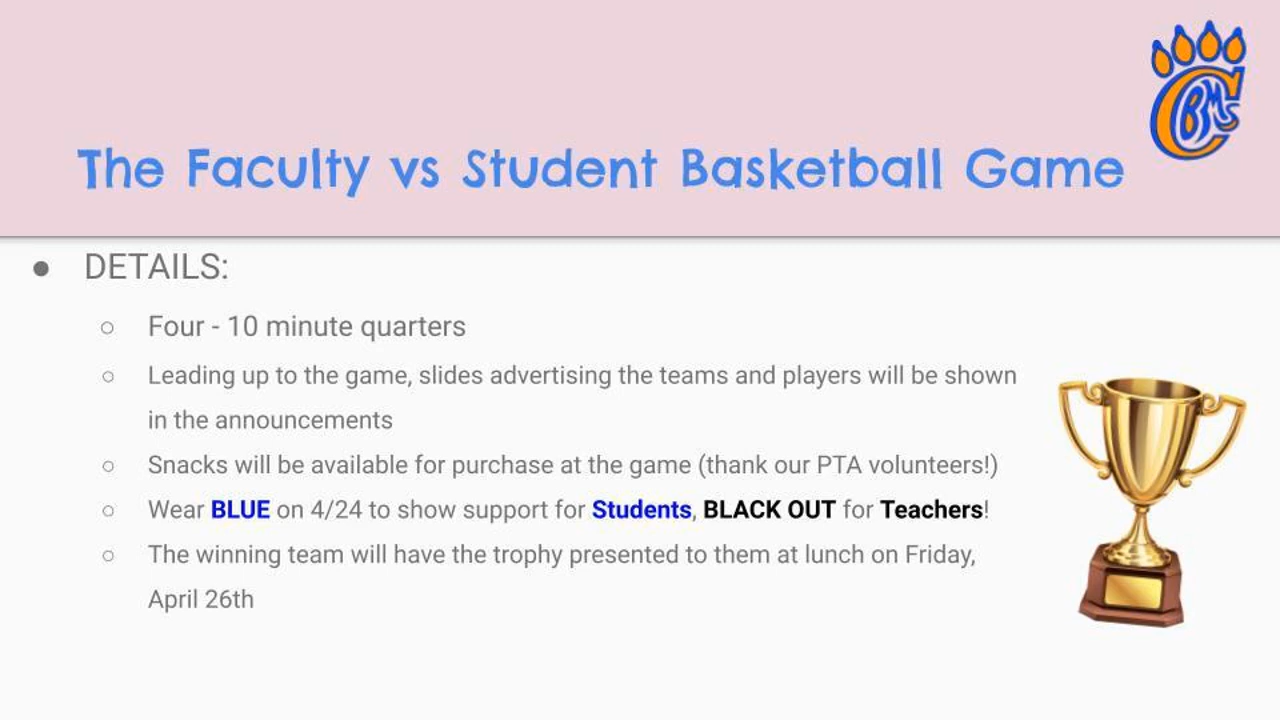 CBMS
The Faculty vs Student Basketball Game
● DETAILS:
○ Four - 10 minute quarters
○ Leading up to the game, slides advertising the teams and players will be shown
in the announcements
○ Snacks will be available for purchase at the game (thank our PTA volunteers!)
○ Wear BLUE on 4/24 to show support for Students, BLACK OUT for Teachers!
○ The winning team will have the trophy presented to them at lunch on Friday,
April 26th